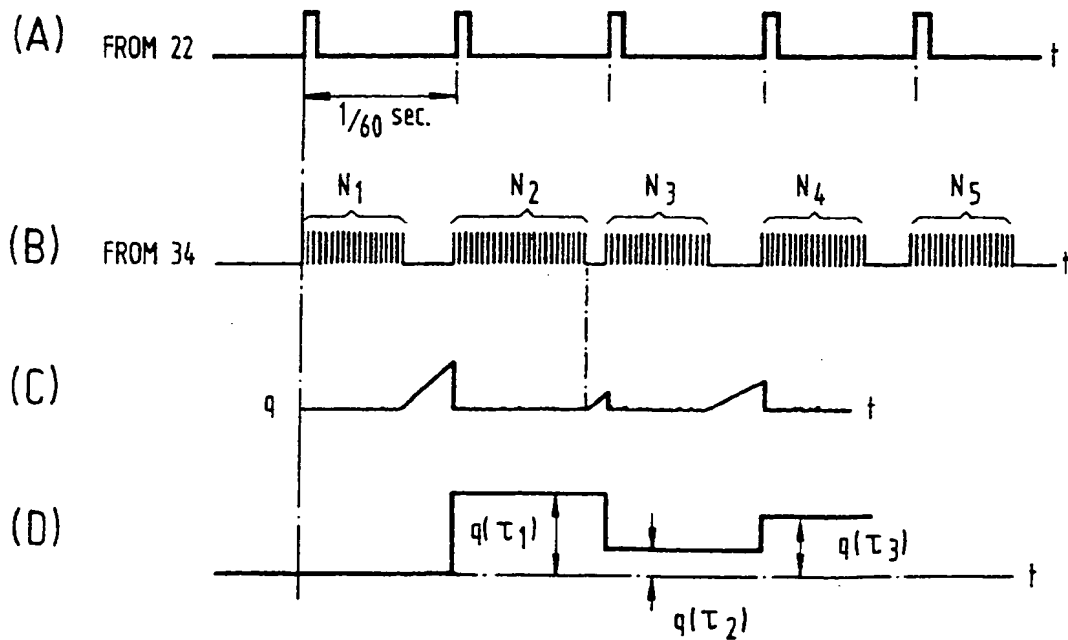 (A) FROM 22 t
1/60 sec.
N1 N2 N3 N4 N5
(B) FROM 34 t
(C) q t
(D) q(τ1) q(τ3) t
q(τ2)